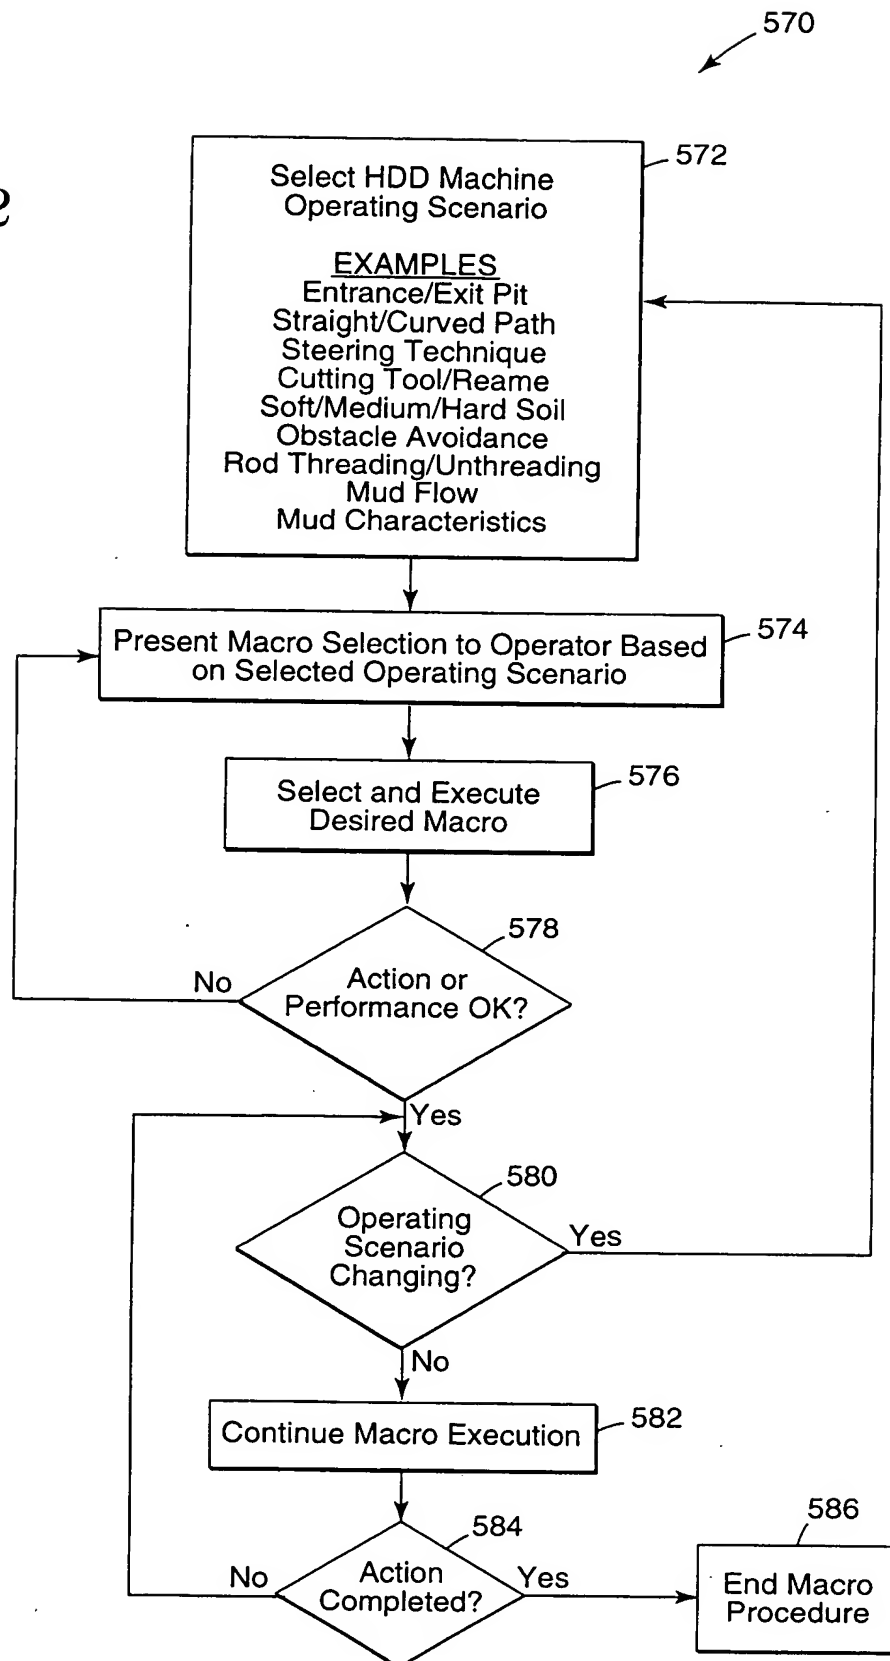 570
2
572
Select HDD Machine
Operating Scenario
EXAMPLES
Entrance/Exit Pit
Straight/Curved Path
Steering Technique
Cutting Tool/Reame
Soft/Medium/Hard Soil
Obstacle Avoidance
Rod Threading/Unthreading
Mud Flow
Mud Characteristics
574
Present Macro Selection to Operator Based
on Selected Operating Scenario
576
Select and Execute
Desired Macro
578
No
Action or
Performance OK?
Yes
580
Operating
Scenario
Changing?
Yes
No
582
Continue Macro Execution
584
586
No
Action
Completed?
Yes
End Macro
Procedure